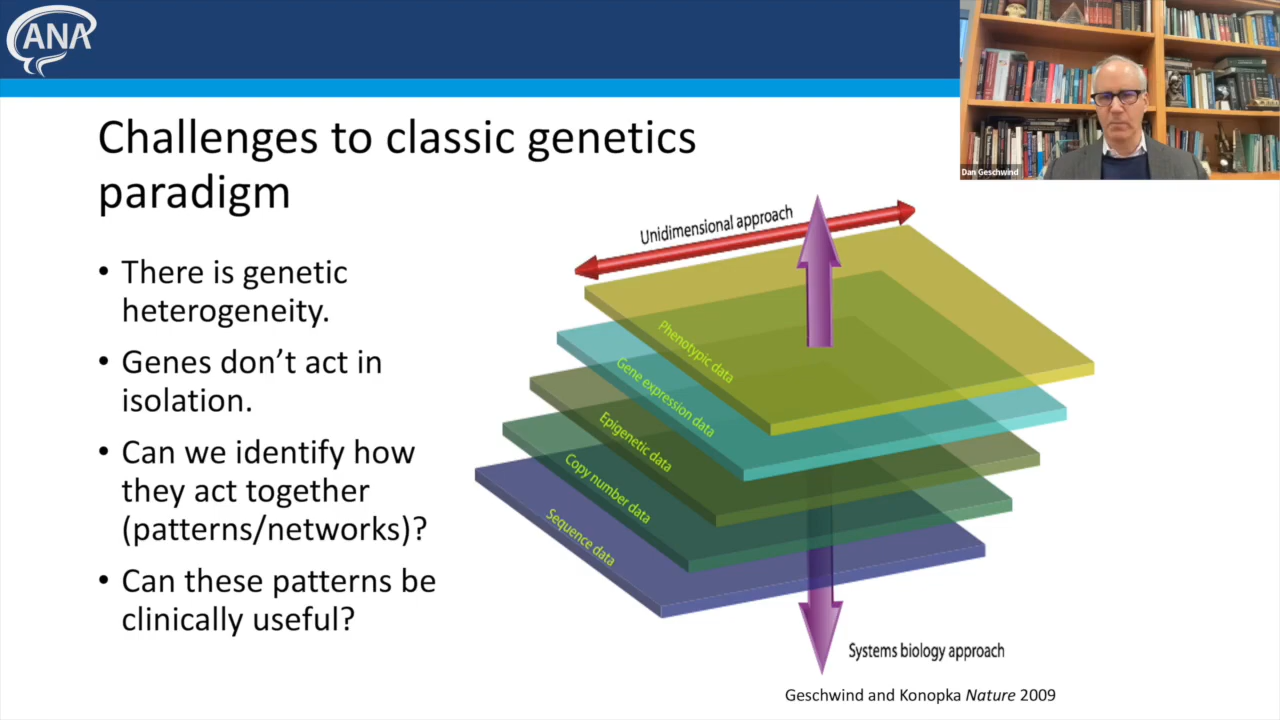 ANA
Dan Geschwind
Challenges to classic genetics
paradigm
• There is genetic
heterogeneity.
• Genes don’t act in
isolation.
• Can we identify how
they act together
(patterns/networks)?
• Can these patterns be
clinically useful?
Unidimensional approach
Phenotypic data
Gene expression data
Epigenetic data
Copy number data
Sequence data
Systems biology approach
Geschwind and Konopka Nature 2009